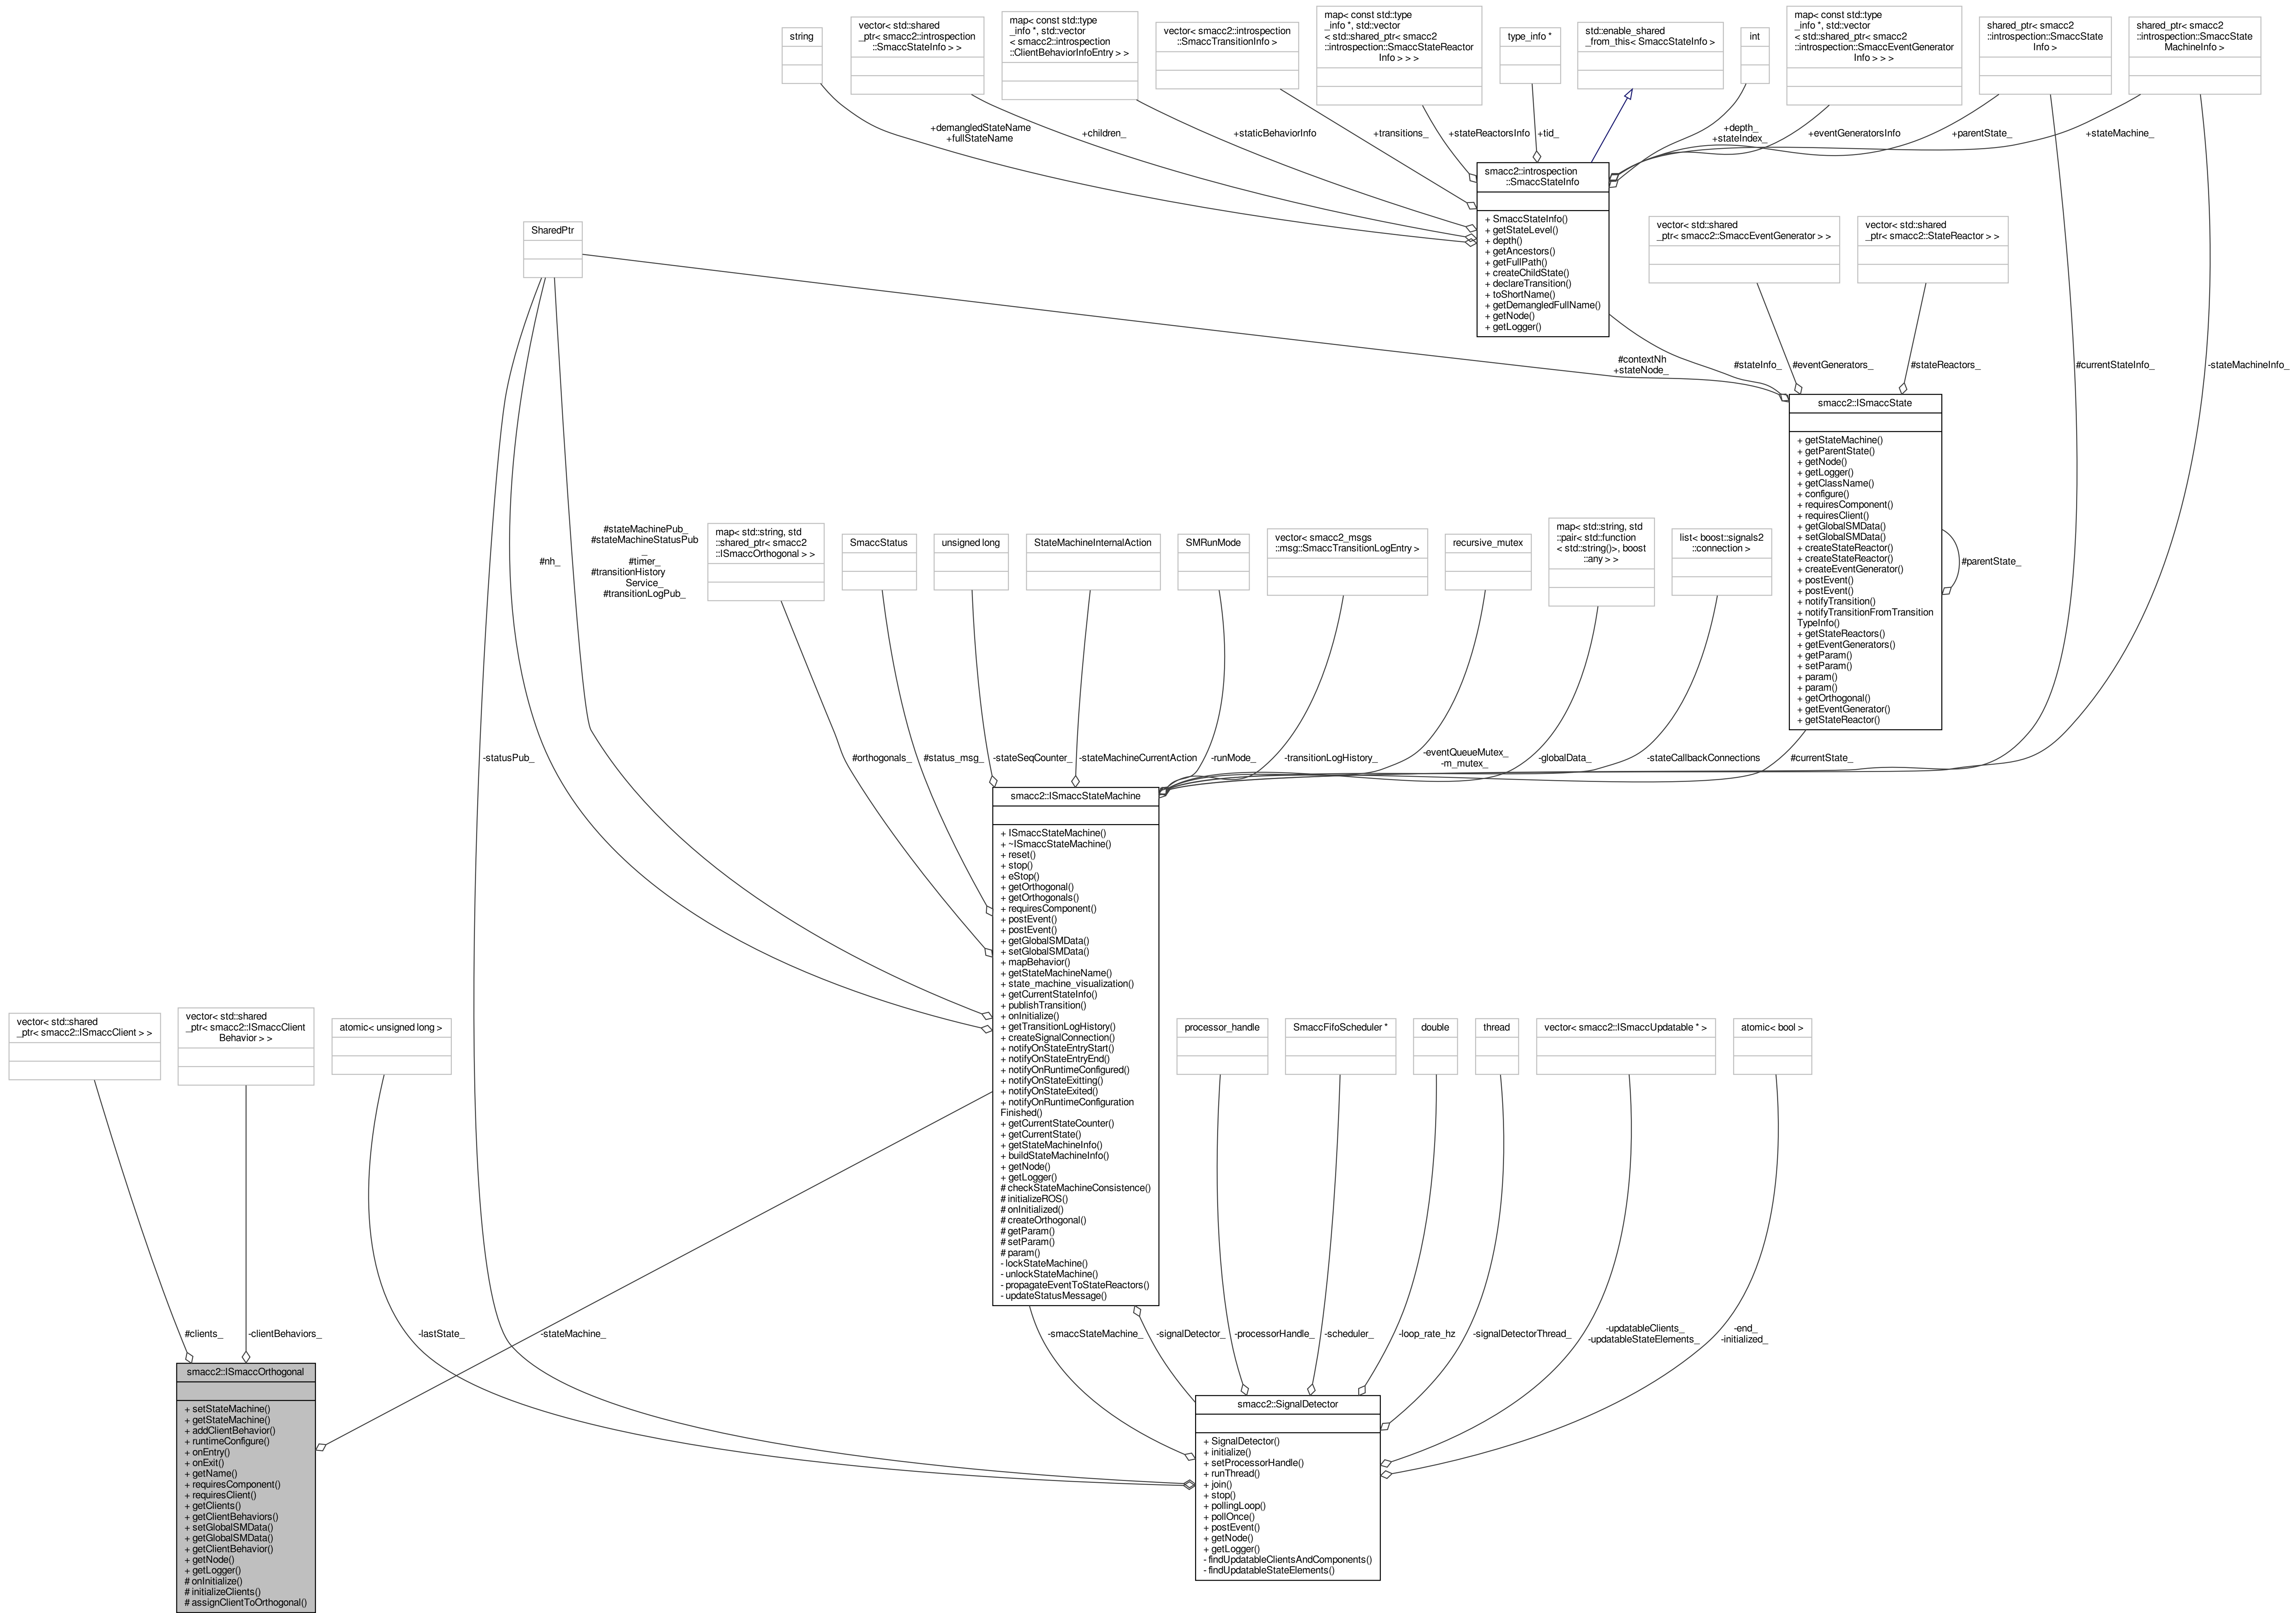 string
vector< std::shared
_ptr< smacc2::introspection
::SmaccStateInfo > >
map< const std::type
_info *, std::vector
< smacc2::introspection
::ClientBehaviorInfoEntry > >
vector< smacc2::introspection
::SmaccTransitionInfo >
map< const std::type
_info *, std::vector
< std::shared_ptr< smacc2
::introspection::SmaccStateReactor
Info > > >
type_info *
std::enable_shared
_from_this< SmaccStateInfo >
int
map< const std::type
_info *, std::vector
< std::shared_ptr< smacc2
::introspection::SmaccEventGenerator
Info > > >
shared_ptr< smacc2
::introspection::SmaccState
Info >
shared_ptr< smacc2
::introspection::SmaccState
MachineInfo >
+demangledStateName
+fullStateName
+children_
+staticBehaviorInfo
+transitions_
+stateReactorsInfo
+tid_
+depth_
+stateIndex_
+eventGeneratorsInfo
+parentState_
+stateMachine_
smacc2::introspection
::SmaccStateInfo
+ SmaccStateInfo()
+ getStateLevel()
+ depth()
+ getAncestors()
+ getFullPath()
+ createChildState()
+ declareTransition()
+ toShortName()
+ getDemangledFullName()
+ getNode()
+ getLogger()
SharedPtr
vector< std::shared
_ptr< smacc2::SmaccEventGenerator > >
vector< std::shared
_ptr< smacc2::StateReactor > >
#contextNh
+stateNode_
#stateInfo_
#eventGenerators_
#stateReactors_
#currentStateInfo_
-stateMachineInfo_
smacc2::ISmaccState
+ getStateMachine()
+ getParentState()
+ getNode()
+ getLogger()
+ getClassName()
+ configure()
+ requiresComponent()
+ requiresClient()
+ getGlobalSMData()
+ setGlobalSMData()
+ createStateReactor()
+ createStateReactor()
+ createEventGenerator()
+ postEvent()
+ postEvent()
+ notifyTransition()
+ notifyTransitionFromTransition
TypeInfo()
+ getStateReactors()
+ getEventGenerators()
+ getParam()
+ setParam()
+ param()
+ param()
+ getOrthogonal()
+ getEventGenerator()
+ getStateReactor()
#parentState_
#nh_
#stateMachinePub_
#stateMachineStatusPub
_
#timer_
#transitionHistory
Service_
#transitionLogPub_
map< std::string, std
::shared_ptr< smacc2
::ISmaccOrthogonal > >
SmaccStatus
unsigned long
StateMachineInternalAction
SMRunMode
vector< smacc2_msgs
::msg::SmaccTransitionLogEntry >
recursive_mutex
map< std::string, std
::pair< std::function
< std::string()>, boost
::any > >
list< boost::signals2
::connection >
-statusPub_
#orthogonals_
#status_msg_
-stateSeqCounter_
-stateMachineCurrentAction
-runMode_
-transitionLogHistory_
-eventQueueMutex_
-m_mutex_
-globalData_
-stateCallbackConnections
#currentState_
smacc2::ISmaccStateMachine
+ ISmaccStateMachine()
+ ~ISmaccStateMachine()
+ reset()
+ stop()
+ eStop()
+ getOrthogonal()
+ getOrthogonals()
+ requiresComponent()
+ postEvent()
+ postEvent()
+ getGlobalSMData()
+ setGlobalSMData()
+ mapBehavior()
+ getStateMachineName()
+ state_machine_visualization()
+ getCurrentStateInfo()
+ publishTransition()
+ onInitialize()
+ getTransitionLogHistory()
+ createSignalConnection()
+ notifyOnStateEntryStart()
+ notifyOnStateEntryEnd()
+ notifyOnRuntimeConfigured()
+ notifyOnStateExitting()
+ notifyOnStateExited()
+ notifyOnRuntimeConfiguration
Finished()
+ getCurrentStateCounter()
+ getCurrentState()
+ getStateMachineInfo()
+ buildStateMachineInfo()
+ getNode()
+ getLogger()
# checkStateMachineConsistence()
# initializeROS()
# onInitialized()
# createOrthogonal()
# getParam()
# setParam()
# param()
- lockStateMachine()
- unlockStateMachine()
- propagateEventToStateReactors()
- updateStatusMessage()
vector< std::shared
_ptr< smacc2::ISmaccClient > >
vector< std::shared
_ptr< smacc2::ISmaccClient
Behavior > >
atomic< unsigned long >
processor_handle
SmaccFifoScheduler *
double
thread
vector< smacc2::ISmaccUpdatable * >
atomic< bool >
#clients_
-clientBehaviors_
-lastState_
-stateMachine_
-smaccStateMachine_
-signalDetector_
-processorHandle_
-scheduler_
-loop_rate_hz
-signalDetectorThread_
-updatableClients_
-updatableStateElements_
-end_
-initialized_
smacc2::ISmaccOrthogonal
+ setStateMachine()
+ getStateMachine()
+ addClientBehavior()
+ runtimeConfigure()
+ onEntry()
+ onExit()
+ getName()
+ requiresComponent()
+ requiresClient()
+ getClients()
+ getClientBehaviors()
+ setGlobalSMData()
+ getGlobalSMData()
+ getClientBehavior()
+ getNode()
+ getLogger()
# onInitialize()
# initializeClients()
# assignClientToOrthogonal()
smacc2::SignalDetector
+ SignalDetector()
+ initialize()
+ setProcessorHandle()
+ runThread()
+ join()
+ stop()
+ pollingLoop()
+ pollOnce()
+ postEvent()
+ getNode()
+ getLogger()
- findUpdatableClientsAndComponents()
- findUpdatableStateElements()